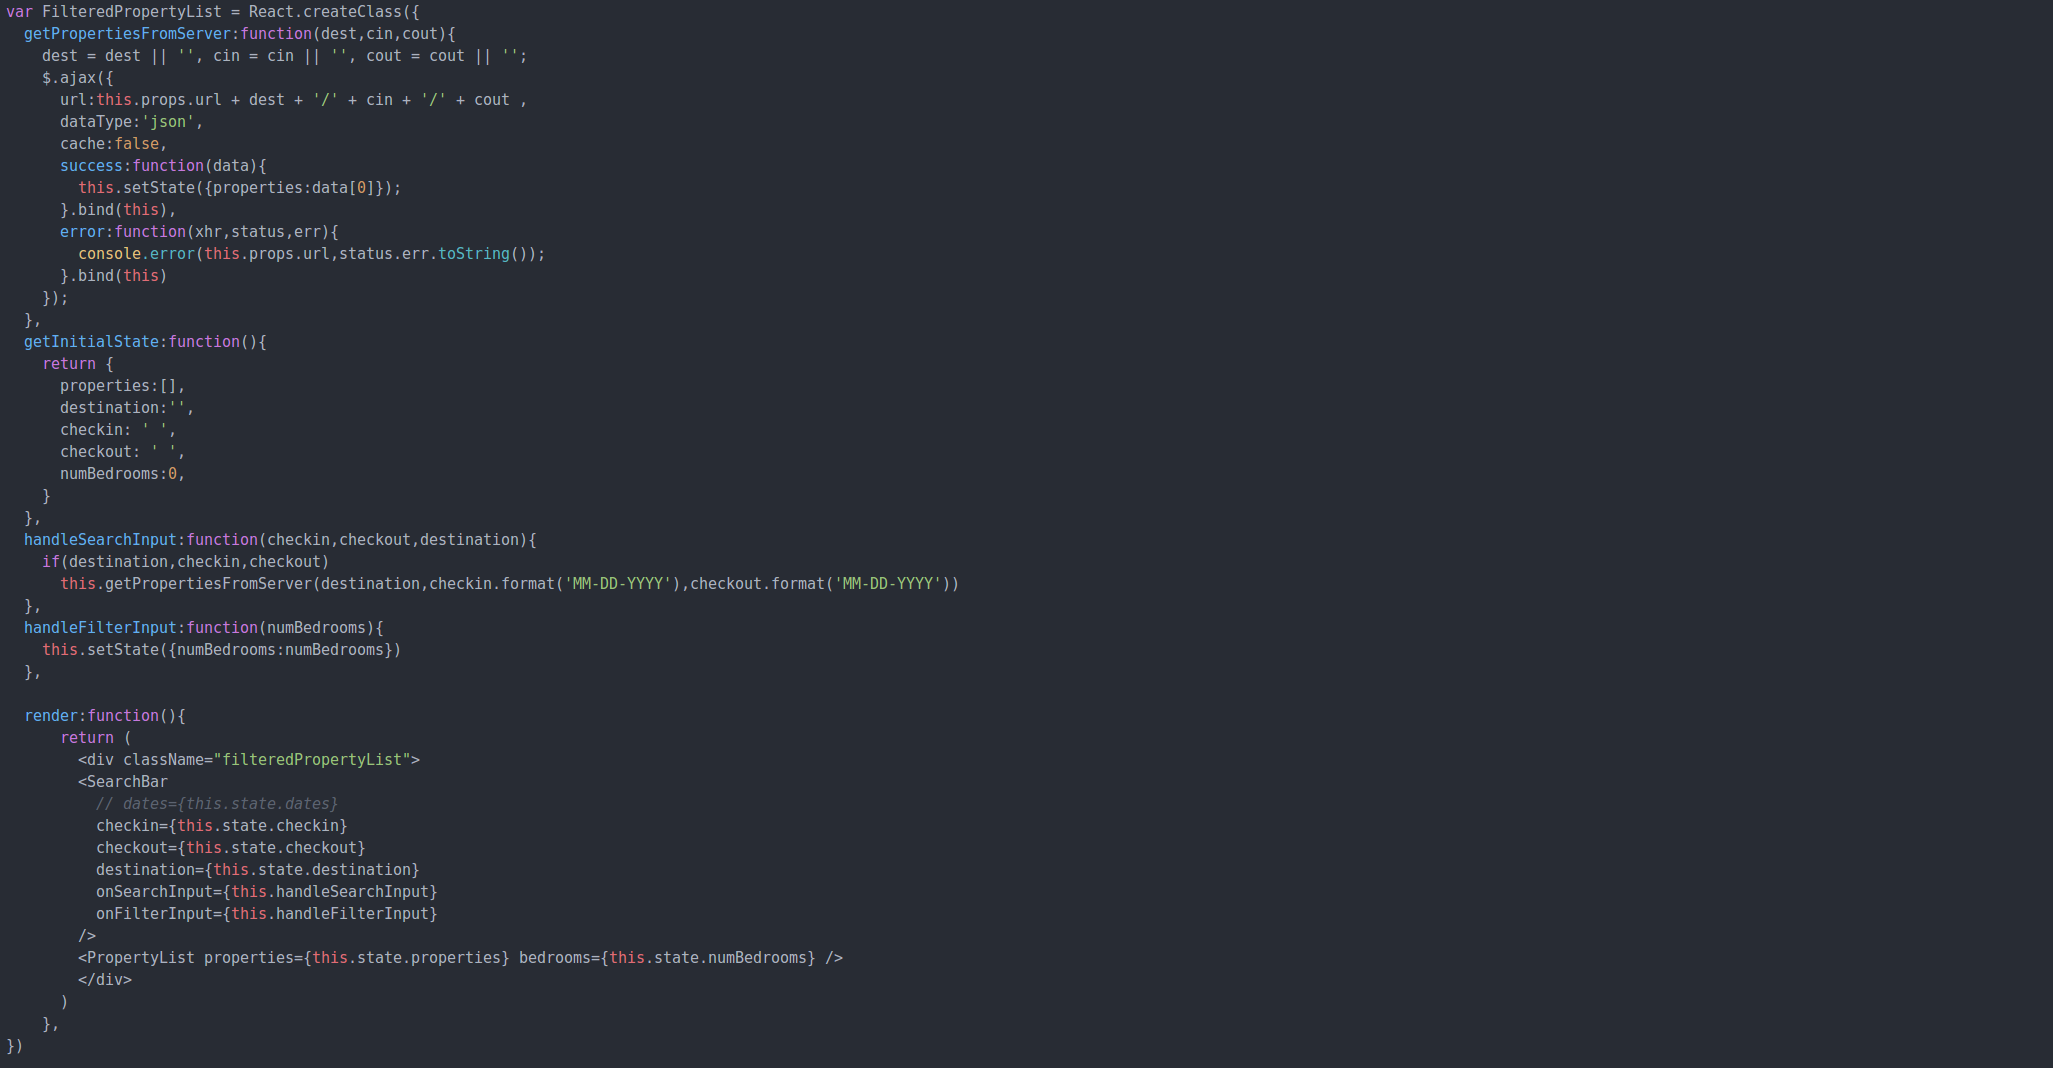 var FilteredPropertyList = React.createClass({
  getPropertiesFromServer:function(dest,cin,cout){
    dest = dest || '', cin = cin || '', cout = cout || '';
    $.ajax({
      url:this.props.url + dest + '/' + cin + '/' + cout ,
      dataType:'json',
      cache:false,
      success:function(data){
        this.setState({properties:data[0]});
      }.bind(this),
      error:function(xhr,status,err){
        console.error(this.props.url,status.err.toString());
      }.bind(this)
    });
  },
  getInitialState:function(){
    return {
      properties:[],
      destination:'',
      checkin: ' ',
      checkout: ' ',
      numBedrooms:0,
    }
  },
  handleSearchInput:function(checkin,checkout,destination){
    if(destination,checkin,checkout)
      this.getPropertiesFromServer(destination,checkin.format('MM-DD-YYYY'),checkout.format('MM-DD-YYYY'))
  },
  handleFilterInput:function(numBedrooms){
    this.setState({numBedrooms:numBedrooms})
  },

  render:function(){
      return (
        <div className="filteredPropertyList">
        <SearchBar
          // dates={this.state.dates}
          checkin={this.state.checkin}
          checkout={this.state.checkout}
          destination={this.state.destination}
          onSearchInput={this.handleSearchInput}
          onFilterInput={this.handleFilterInput}
        />
        <PropertyList properties={this.state.properties} bedrooms={this.state.numBedrooms} />
        </div>
      )
    },
})